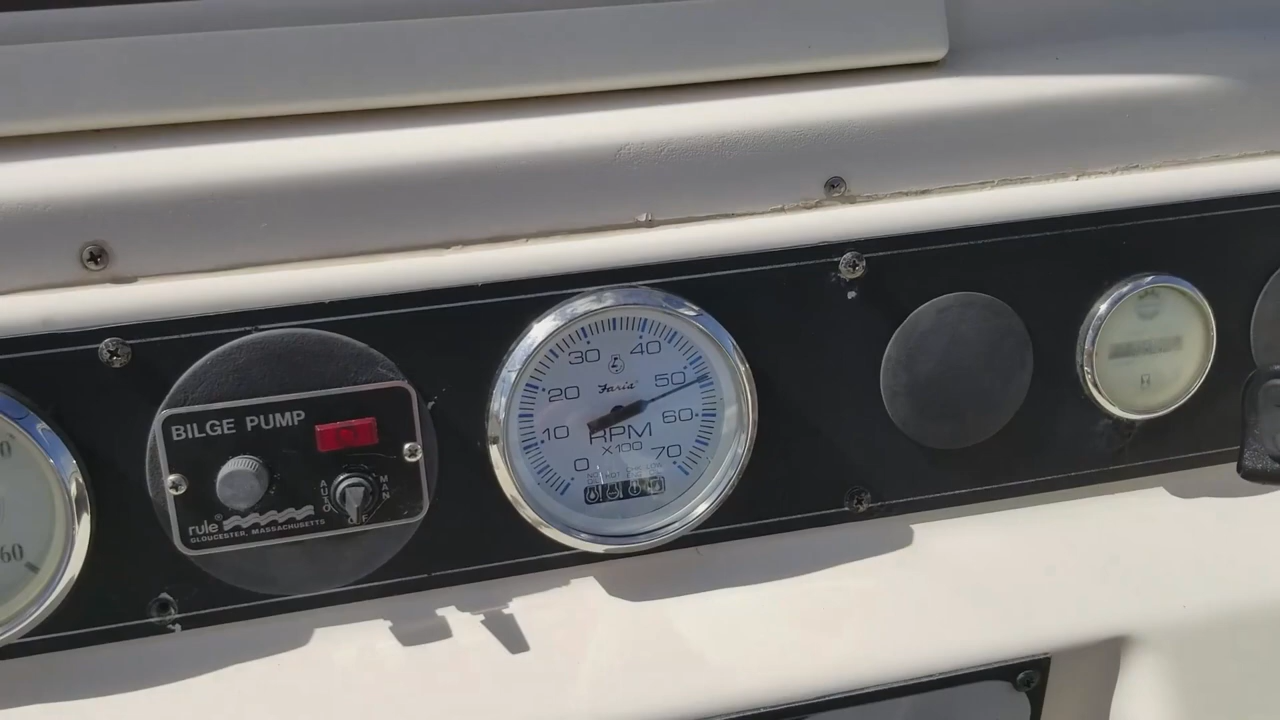 BILGE PUMP
AUTO
MAN
OFF
rule®
GLOUCESTER, MASSACHUSETTS
0
10
20
30
40
50
60
70
Faria®
RPM
X100
60